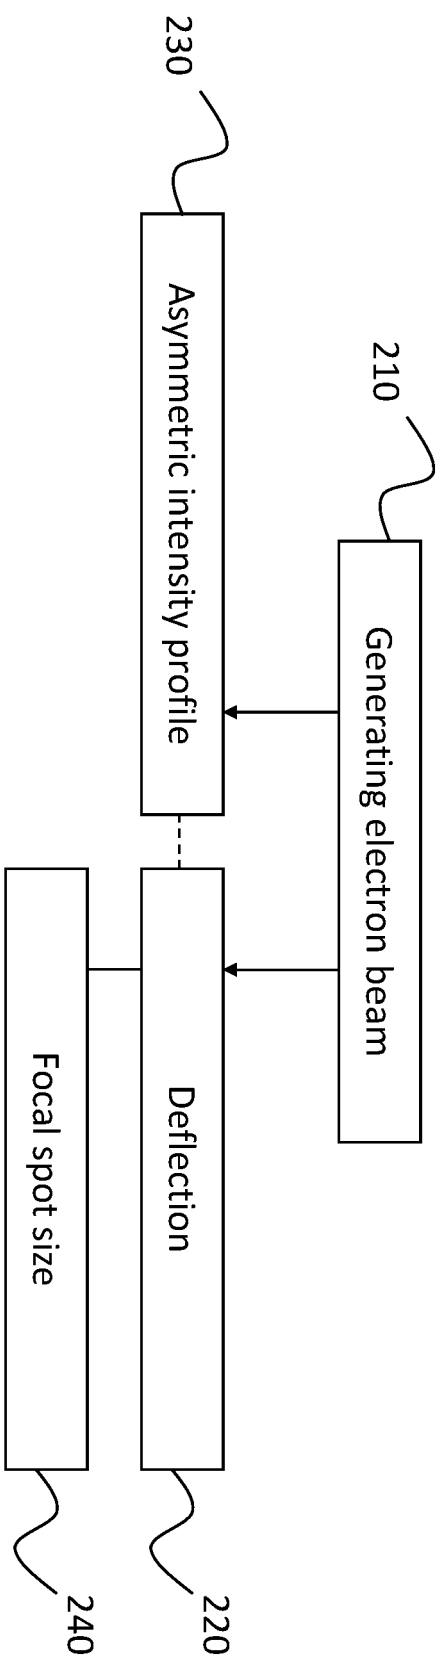 210
Generating electron beam
230
Asymmetric intensity profile
Deflection
220
Focal spot size
240